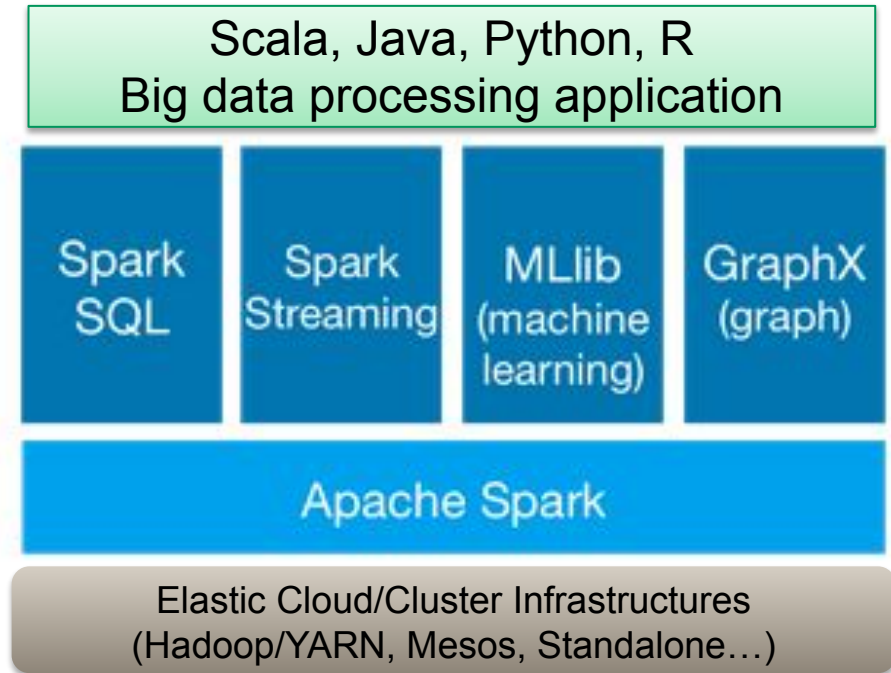 Scala, Java, Python, R
Big data processing application
Spark
SQL
Spark
Streaming
MLlib
(machine
learning)
GraphX
(graph)
Apache Spark
Elastic Cloud/Cluster Infrastructures
(Hadoop/YARN, Mesos, Standalone…)